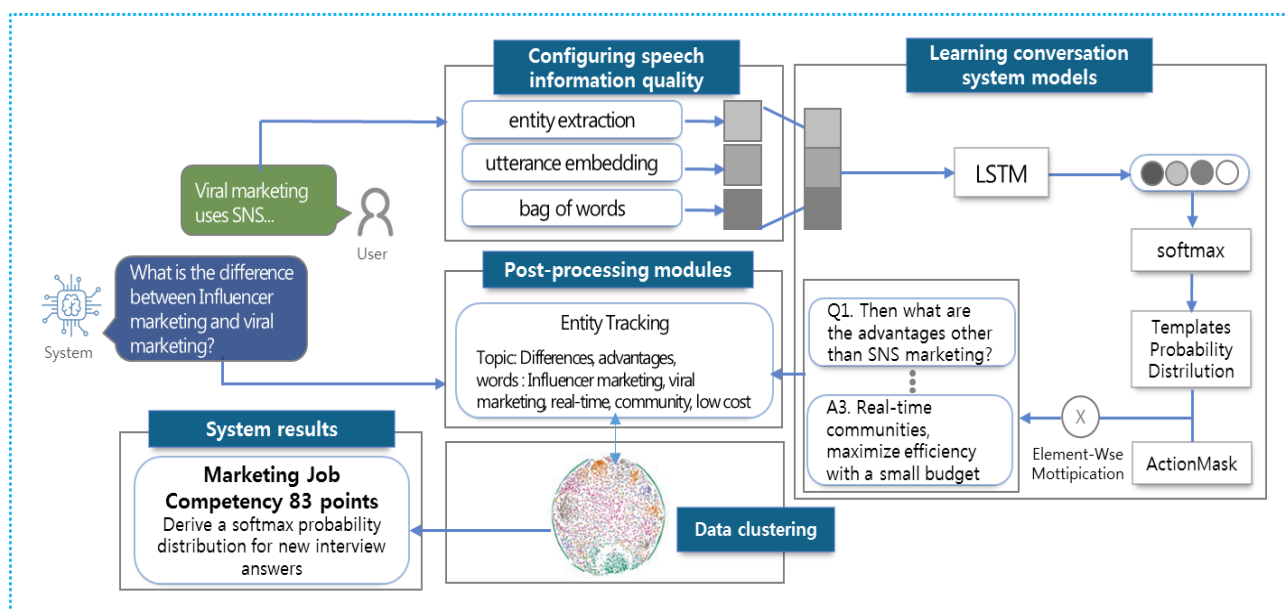 Configuring speech
information quality
entity extraction
utterance embedding
bag of words
Learning conversation
system models
LSTM
softmax
Templates
Probability
Distrilution
ActionMask
X
Element-Wse
Mottipication
Viral marketing
uses SNS...
User
What is the difference
between Influencer
marketing and viral
marketing?
System
Post-processing modules
Entity Tracking
Topic: Differences, advantages,
words : Influencer marketing, viral
marketing, real-time, community, low cost
Q1. Then what are
the advantages other
than SNS marketing?
A3. Real-time
communities,
maximize efficiency
with a small budget
System results
Marketing Job
Competency 83 points
Derive a softmax probability
distribution for new interview
answers
Data clustering